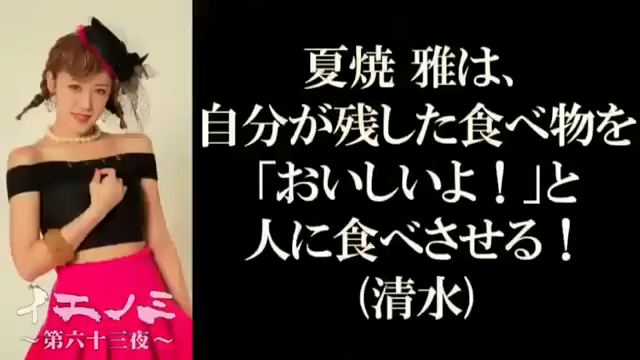 夏焼 雅は、
自分が残した食べ物を
「おいしいよ！」と
人に食べさせる！
(清水)
イエノミ
～第六十三夜～